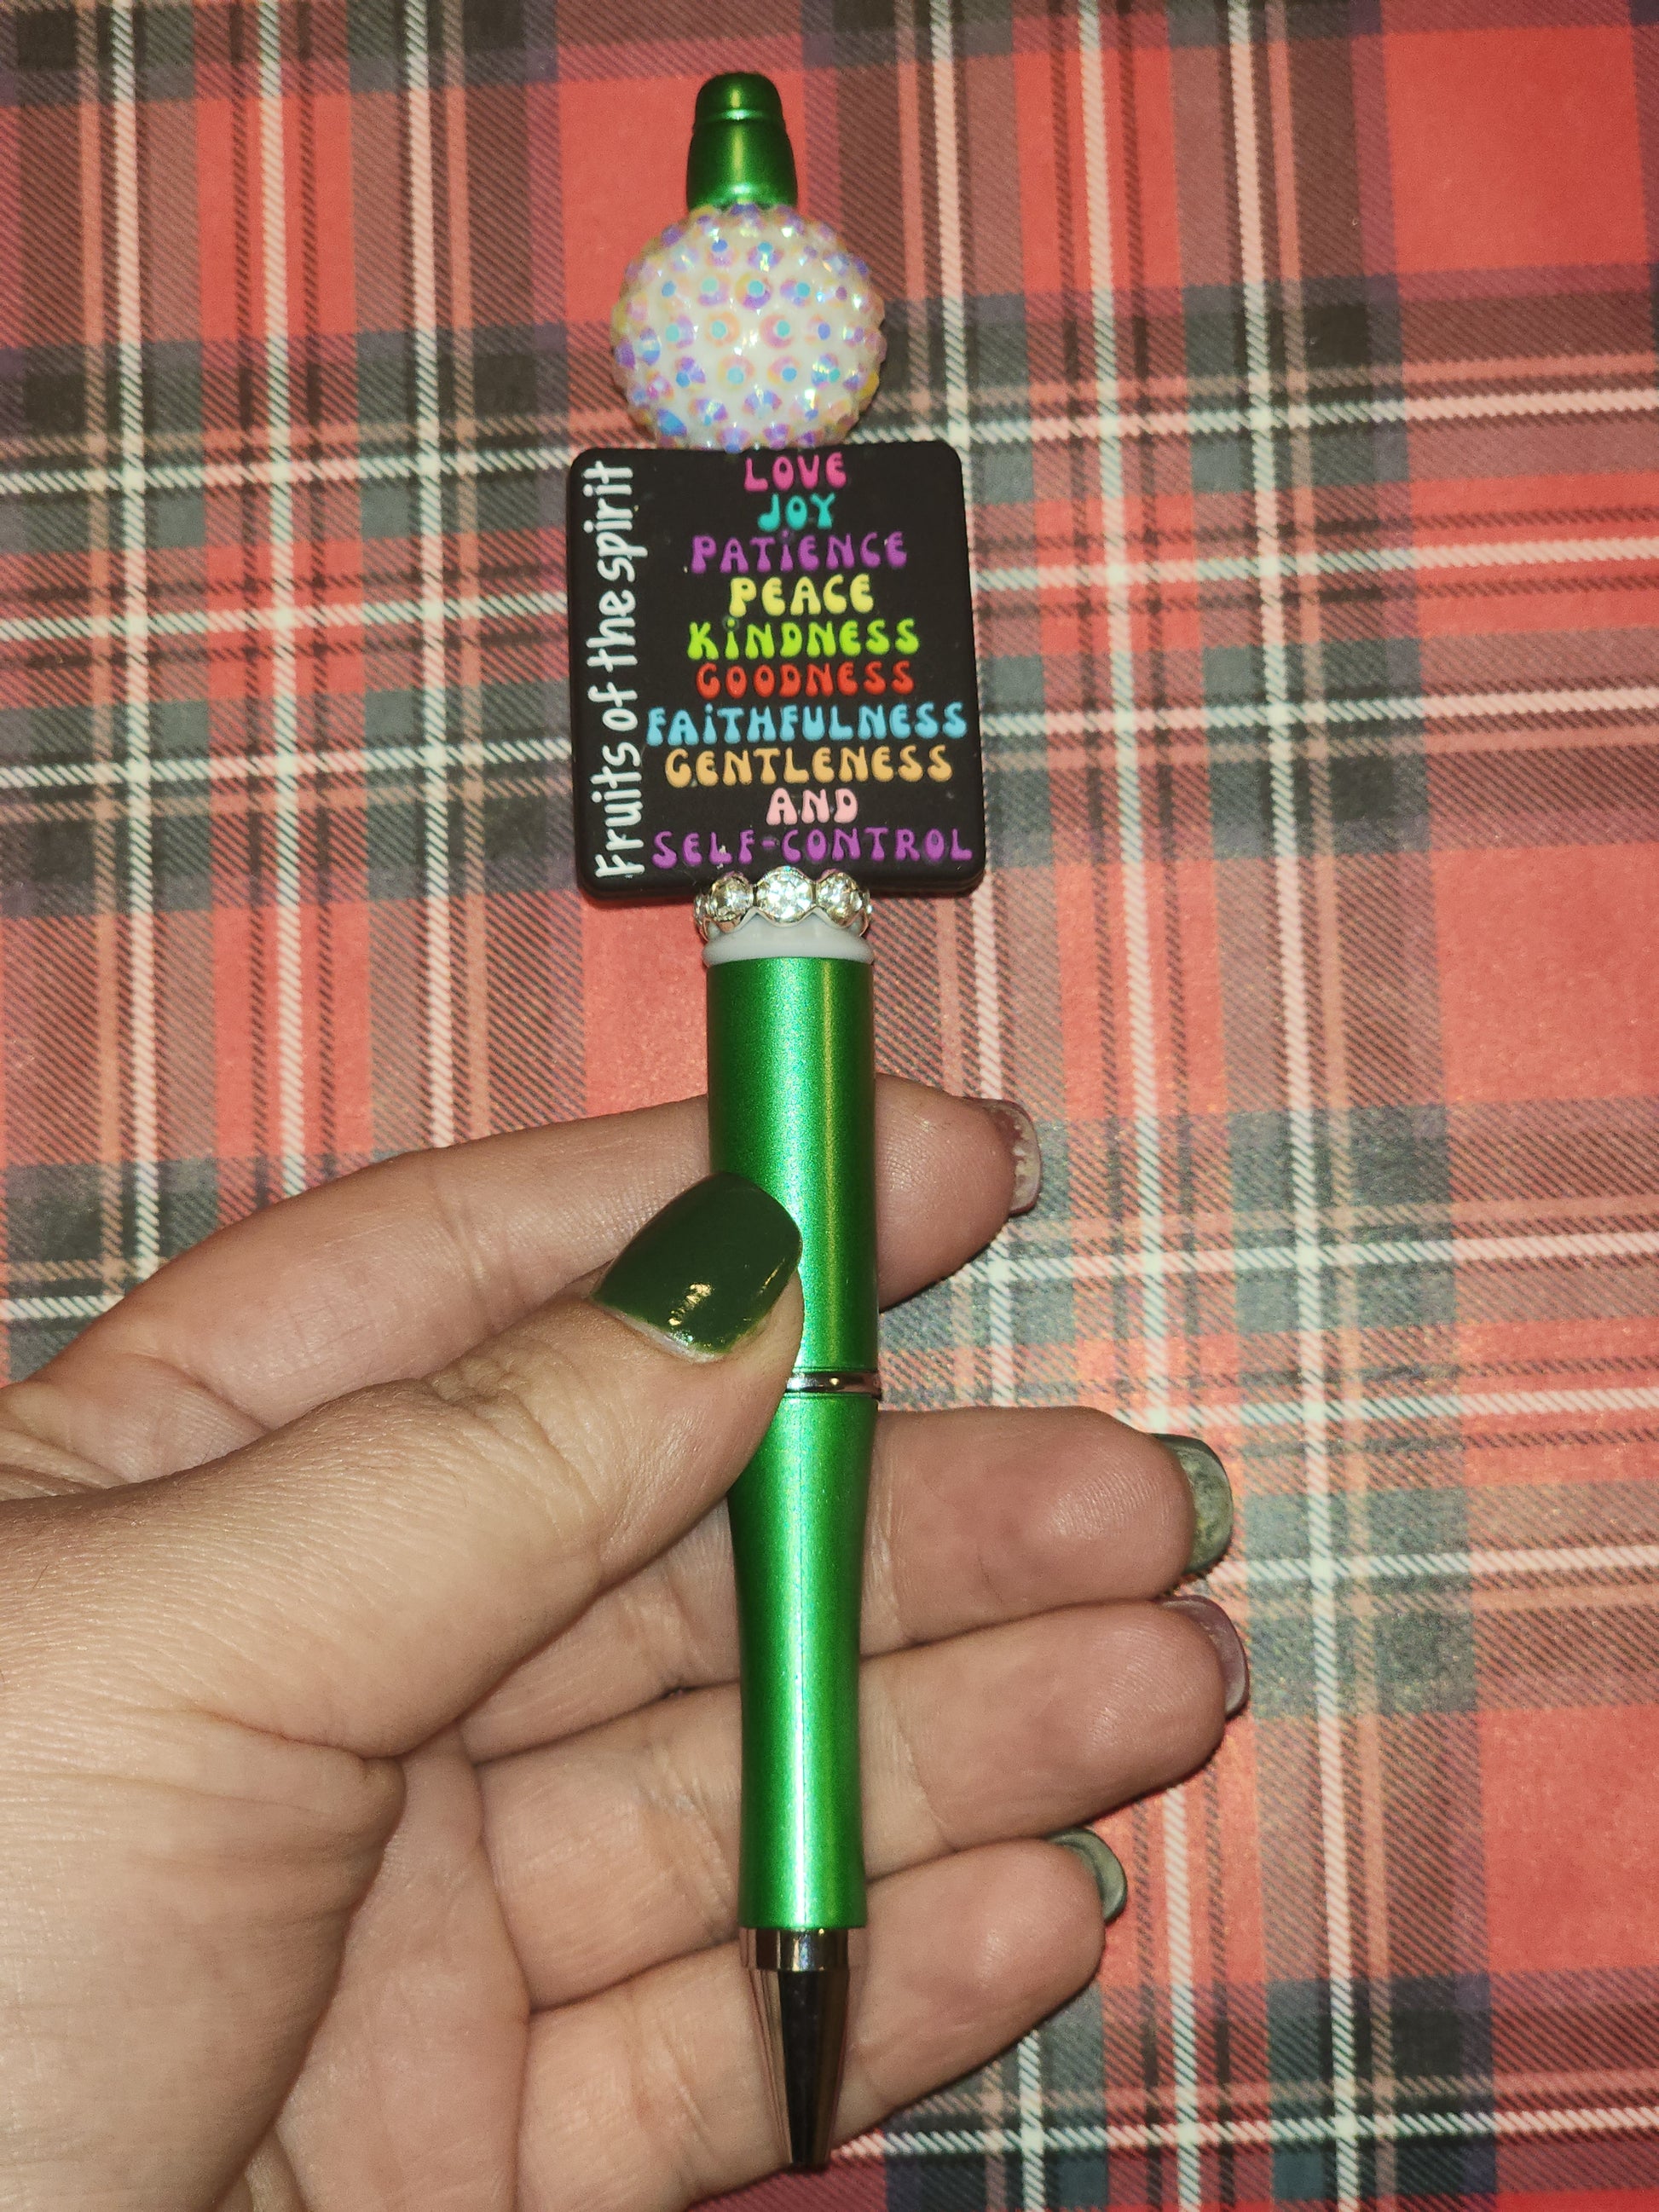 Fruits of the spirit
LOVE
JOY
PATiENCE
PEACE
KiNDNESS
GOODNESS
FAiTHFULNESS
GENTLENESS
AND
SELF-CONTROL